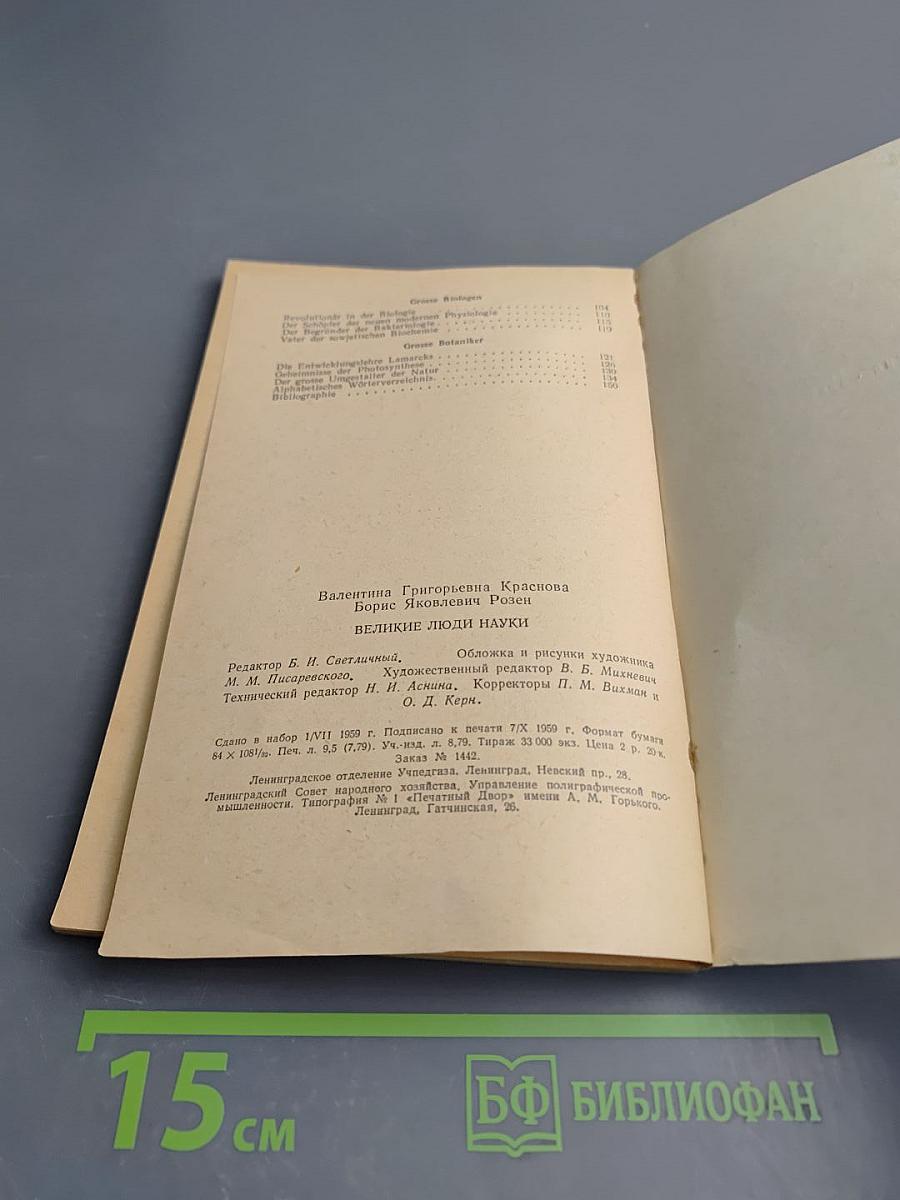 Grosse Biologen
Revolutionär in der Biologie . . . . . . . . . . . 104
Der Schöpfer der neuen modernen Physiologie . . . . . . . . 110
Der Begründer der Bakteriologie . . . . . . . . . . . 115
Vater der sowjetischen Biochemie . . . . . . . . . . . 119
Grosse Botaniker
Die Entwicklungslehre Lamarcks . . . . . . . . . . . 121
Geheimnisse der Photosynthese . . . . . . . . . . . 126
Der grosse Umgestalter der Natur . . . . . . . . . . . 130
Alphabetisches Wörterverzeichnis. . . . . . . . . . . 134
Bibliographie . . . . . . . . . . . 150
Валентина Григорьевна Краснова
Борис Яковлевич Розен
ВЕЛИКИЕ ЛЮДИ НАУКИ
Редактор Б. И. Светличный. Обложка и рисунки художника
М. М. Писаревского. Художественный редактор В. Б. Михневич
Технический редактор Н. И. Аснина. Корректоры П. М. Вихман и
О. Д. Керн.
Сдано в набор 1/VII 1959 г. Подписано к печати 7/X 1959 г. Формат бумаги
84 × 108 1/32. Печ. л. 9,5 (7,79). Уч.-изд. л. 8,79. Тираж 33 000 экз. Цена 2 р. 20 к.
Заказ № 1442.
Ленинградское отделение Учпедгиза. Ленинград, Невский пр., 28.
Ленинградский Совет народного хозяйства, Управление полиграфической про-
мышленности. Типография № 1 «Печатный Двор» имени А. М. Горького.
Ленинград, Гатчинская, 26.
15 см
БФ БИБЛИОФАН